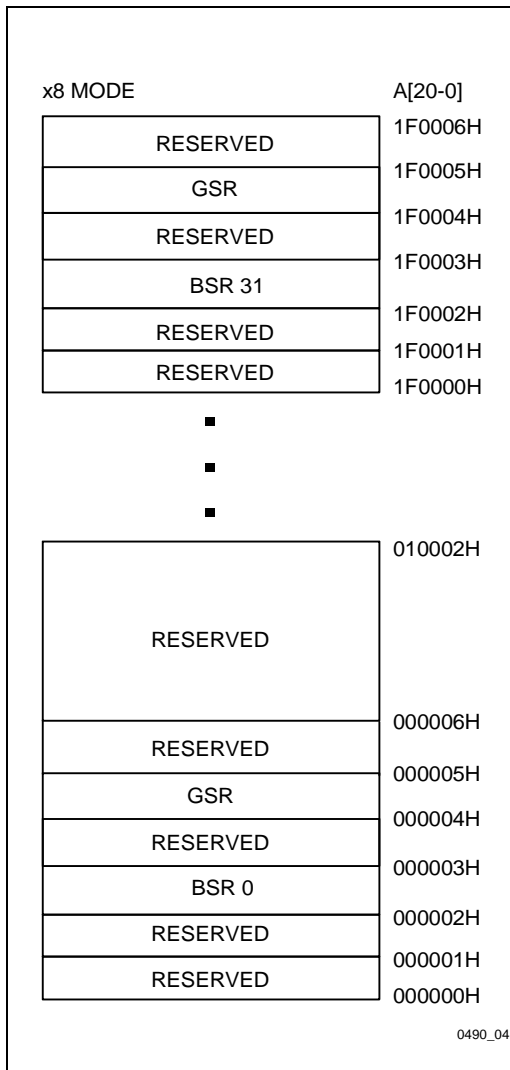 x8 MODE A[20-0]
1F0006H
RESERVED
1F0005H
GSR
1F0004H
RESERVED
1F0003H
BSR 31
1F0002H
RESERVED
1F0001H
RESERVED
1F0000H
010002H
RESERVED
000006H
RESERVED
000005H
GSR
000004H
RESERVED
000003H
BSR 0
000002H
RESERVED
000001H
RESERVED
000000H
0490_04